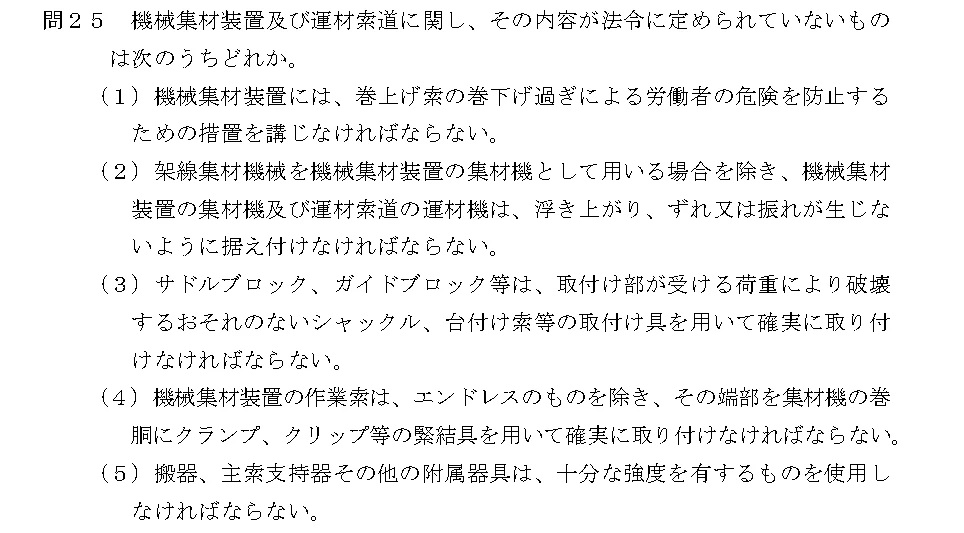 問２５　機械集材装置及び運材索道に関し、その内容が法令に定められていないもの
は次のうちどれか。
（１）機械集材装置には、巻上げ索の巻下げ過ぎによる労働者の危険を防止する
ための措置を講じなければならない。
（２）架線集材機械を機械集材装置の集材機として用いる場合を除き、機械集材
装置の集材機及び運材索道の運材機は、浮き上がり、ずれ又は振れが生じな
いように据え付けなければならない。
（３）サドルブロック、ガイドブロック等は、取付け部が受ける荷重により破壊
するおそれのないシャックル、台付け索等の取付け具を用いて確実に取り付
けなければならない。
（４）機械集材装置の作業索は、エンドレスのものを除き、その端部を集材機の巻
胴にクランプ、クリップ等の緊結具を用いて確実に取り付けなければならない。
（５）搬器、主索支持器その他の附属器具は、十分な強度を有するものを使用し
なければならない。